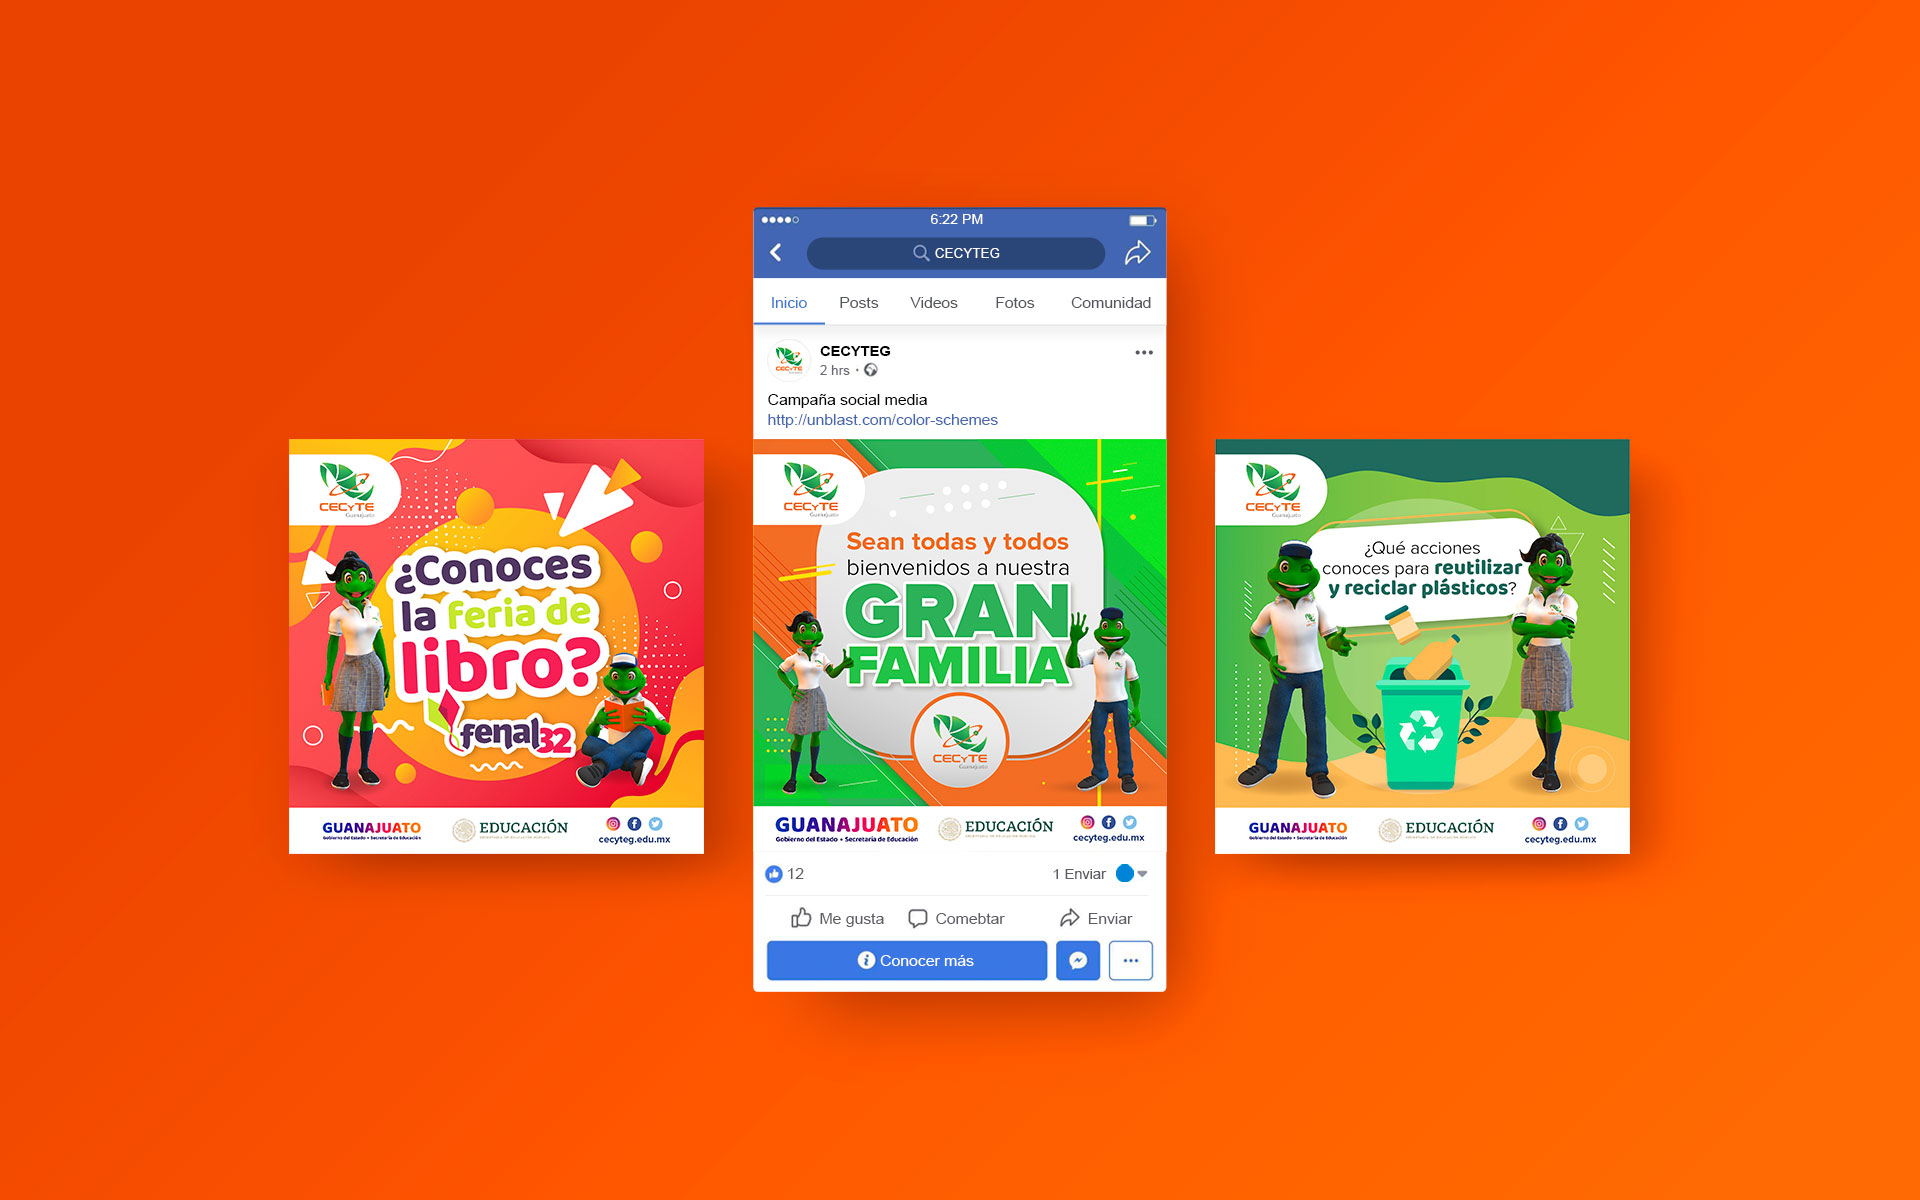 CECyTE
Guanajuato
¿Conoces
la feria de
libro?
fenal32
GUANAJUATO
Gobierno del Estado • Secretaría de Educación
EDUCACIÓN
cecyteg.edu.mx
6:22 PM
CECYTEG
Inicio Posts Videos Fotos Comunidad
CECyTE
CECYTEG
2 hrs ·
Campaña social media
http://unblast.com/color-schemes
CECyTE
Guanajuato
Sean todas y todos
bienvenidos a nuestra
GRAN
FAMILIA
CECyTE
Guanajuato
GUANAJUATO
Gobierno del Estado • Secretaría de Educación
EDUCACIÓN
cecyteg.edu.mx
12
1 Enviar
Me gusta Comebtar Enviar
Conocer más
CECyTE
Guanajuato
¿Qué acciones
conoces para reutilizar
y reciclar plásticos?
GUANAJUATO
Gobierno del Estado • Secretaría de Educación
EDUCACIÓN
cecyteg.edu.mx